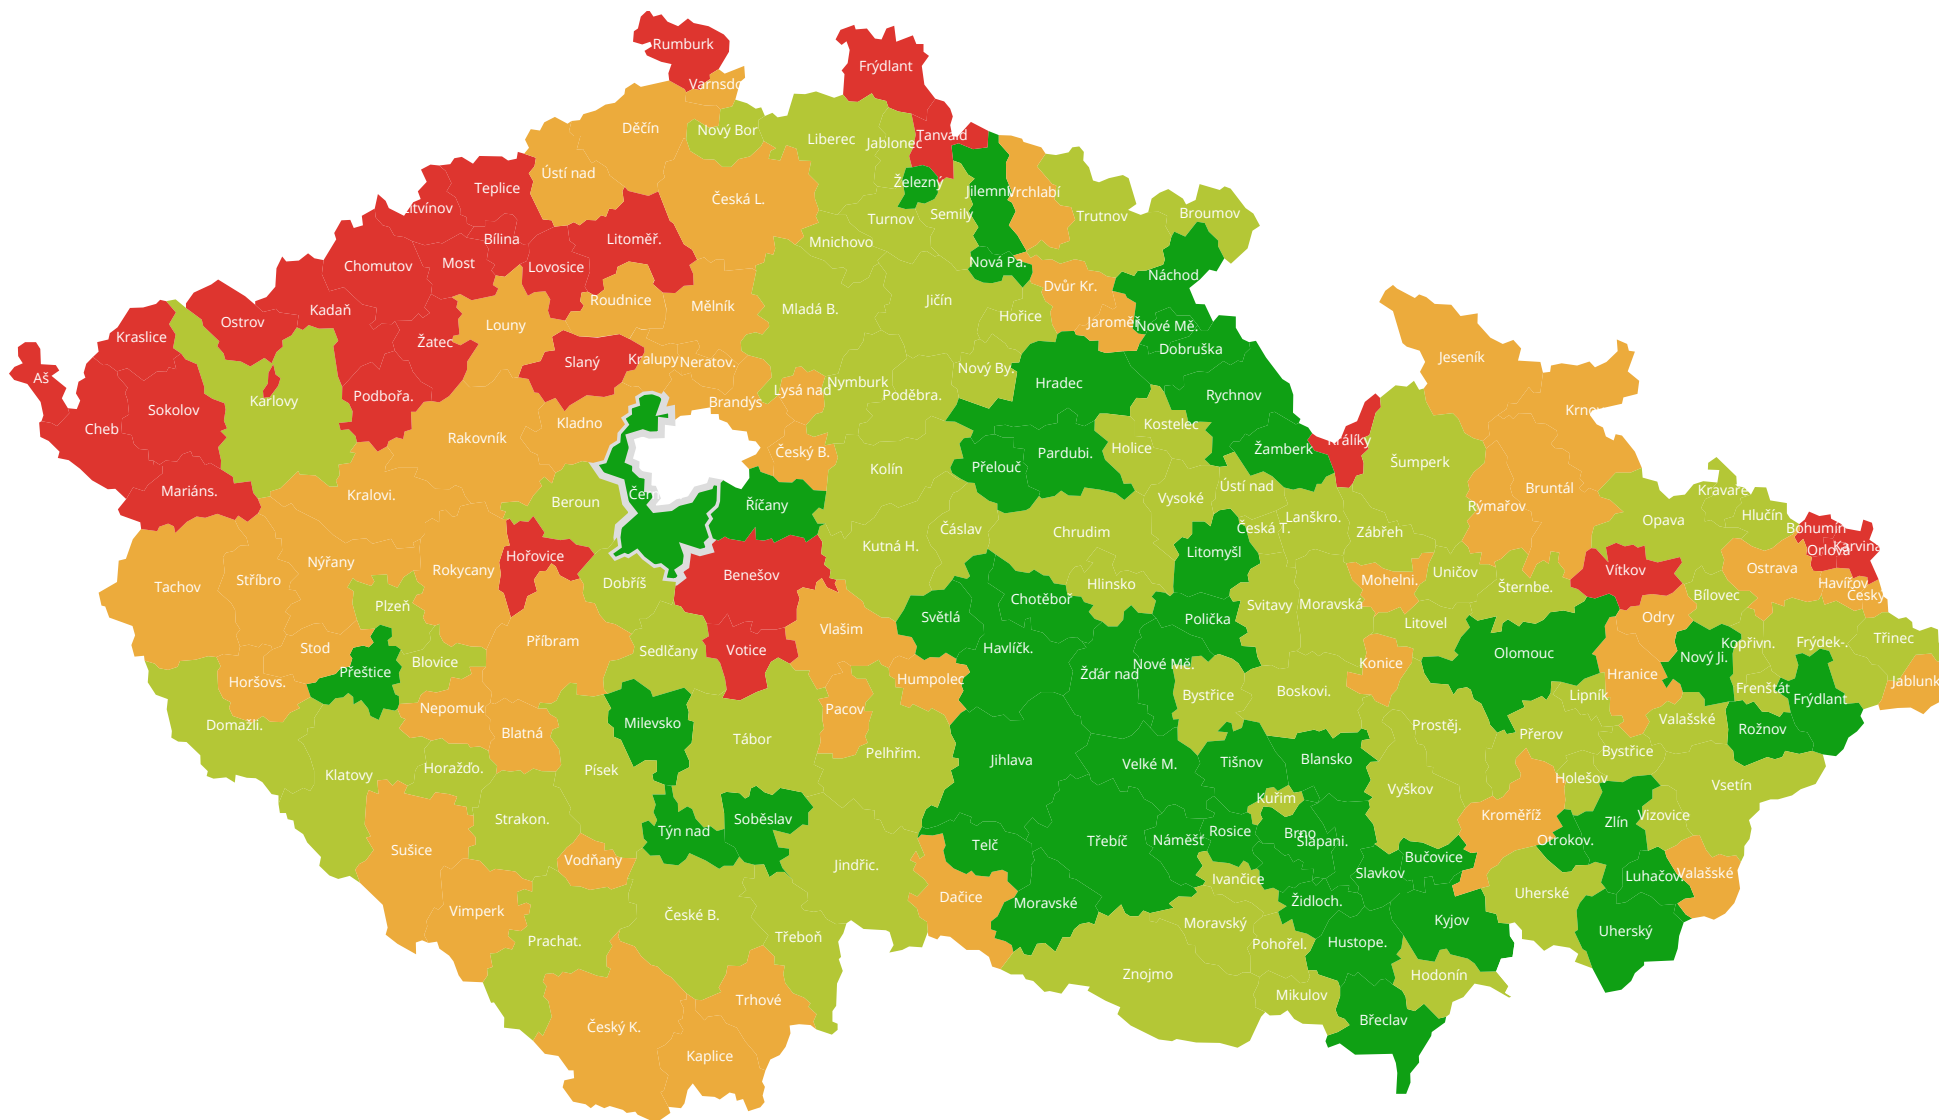 Rumburk
Frýdlant
Varnsdo
Děčín
Nový Bor
Liberec
Jablonec
Tanvald
Ústí nad
Teplice
Česká L.
Železný
Jilemni
Vrchlabí
Litvínov
Turnov
Semily
Trutnov
Broumov
Bílina
Litoměř.
Mnichovo
Chomutov
Most
Lovosice
Nová Pa.
Náchod
Kadaň
Roudnice
Mělník
Mladá B.
Jičín
Dvůr Kr.
Ostrov
Louny
Hořice
Jaroměř
Nové Mě.
Kraslice
Žatec
Dobruška
Aš
Slaný
Kralupy
Neratov.
Nový By.
Hradec
Jeseník
Sokolov
Karlovy
Podbořa.
Lysá nad
Nymburk
Poděbra.
Rychnov
Cheb
Rakovník
Kladno
Brandýs
Kostelec
Krno
Králíky
Český B.
Kolín
Přelouč
Pardubi.
Holice
Žamberk
Šumperk
Mariáns.
Kralovi.
Beroun
Čer
Říčany
Vysoké
Ústí nad
Bruntál
Kravaře
Rýmařov
Hlučín
Čáslav
Chrudim
Česká T.
Lanškro.
Zábřeh
Opava
Bohumín
Nýřany
Hořovice
Kutná H.
Litomyšl
Orlová
Karviná
Tachov
Stříbro
Rokycany
Dobříš
Benešov
Hlinsko
Mohelni.
Uničov
Šternbe.
Vítkov
Ostrava
Havířov
Plzeň
Světlá
Chotěboř
Polička
Svitavy
Moravská
Litovel
Bílovec
Český
Stod
Příbram
Sedlčany
Votice
Vlašim
Havlíčk.
Odry
Kopřivn.
Frýdek-.
Třinec
Horšovs.
Přeštice
Blovice
Humpolec
Žďár nad
Nové Mě.
Konice
Olomouc
Hranice
Nový Ji.
Jablunk
Nepomuk
Milevsko
Pacov
Bystřice
Boskovi.
Lipník
Frenštát
Frýdlant
Domažli.
Blatná
Tábor
Pelhřim.
Prostěj.
Přerov
Valašské
Rožnov
Klatovy
Horažďo.
Písek
Jihlava
Velké M.
Tišnov
Blansko
Bystřice
Holešov
Vsetín
Strakon.
Týn nad
Soběslav
Kuřim
Vyškov
Kroměříž
Zlín
Vizovice
Sušice
Vodňany
Jindřic.
Telč
Třebíč
Náměšť
Rosice
Brno
Šlapani.
Slavkov
Bučovice
Otrokov.
Luhačov.
Valašské
Vimperk
České B.
Dačice
Moravské
Ivančice
Židloch.
Uherské
Prachat.
Třeboň
Moravský
Pohořel.
Hustope.
Kyjov
Uherský
Trhové
Znojmo
Mikulov
Hodonín
Český K.
Kaplice
Břeclav